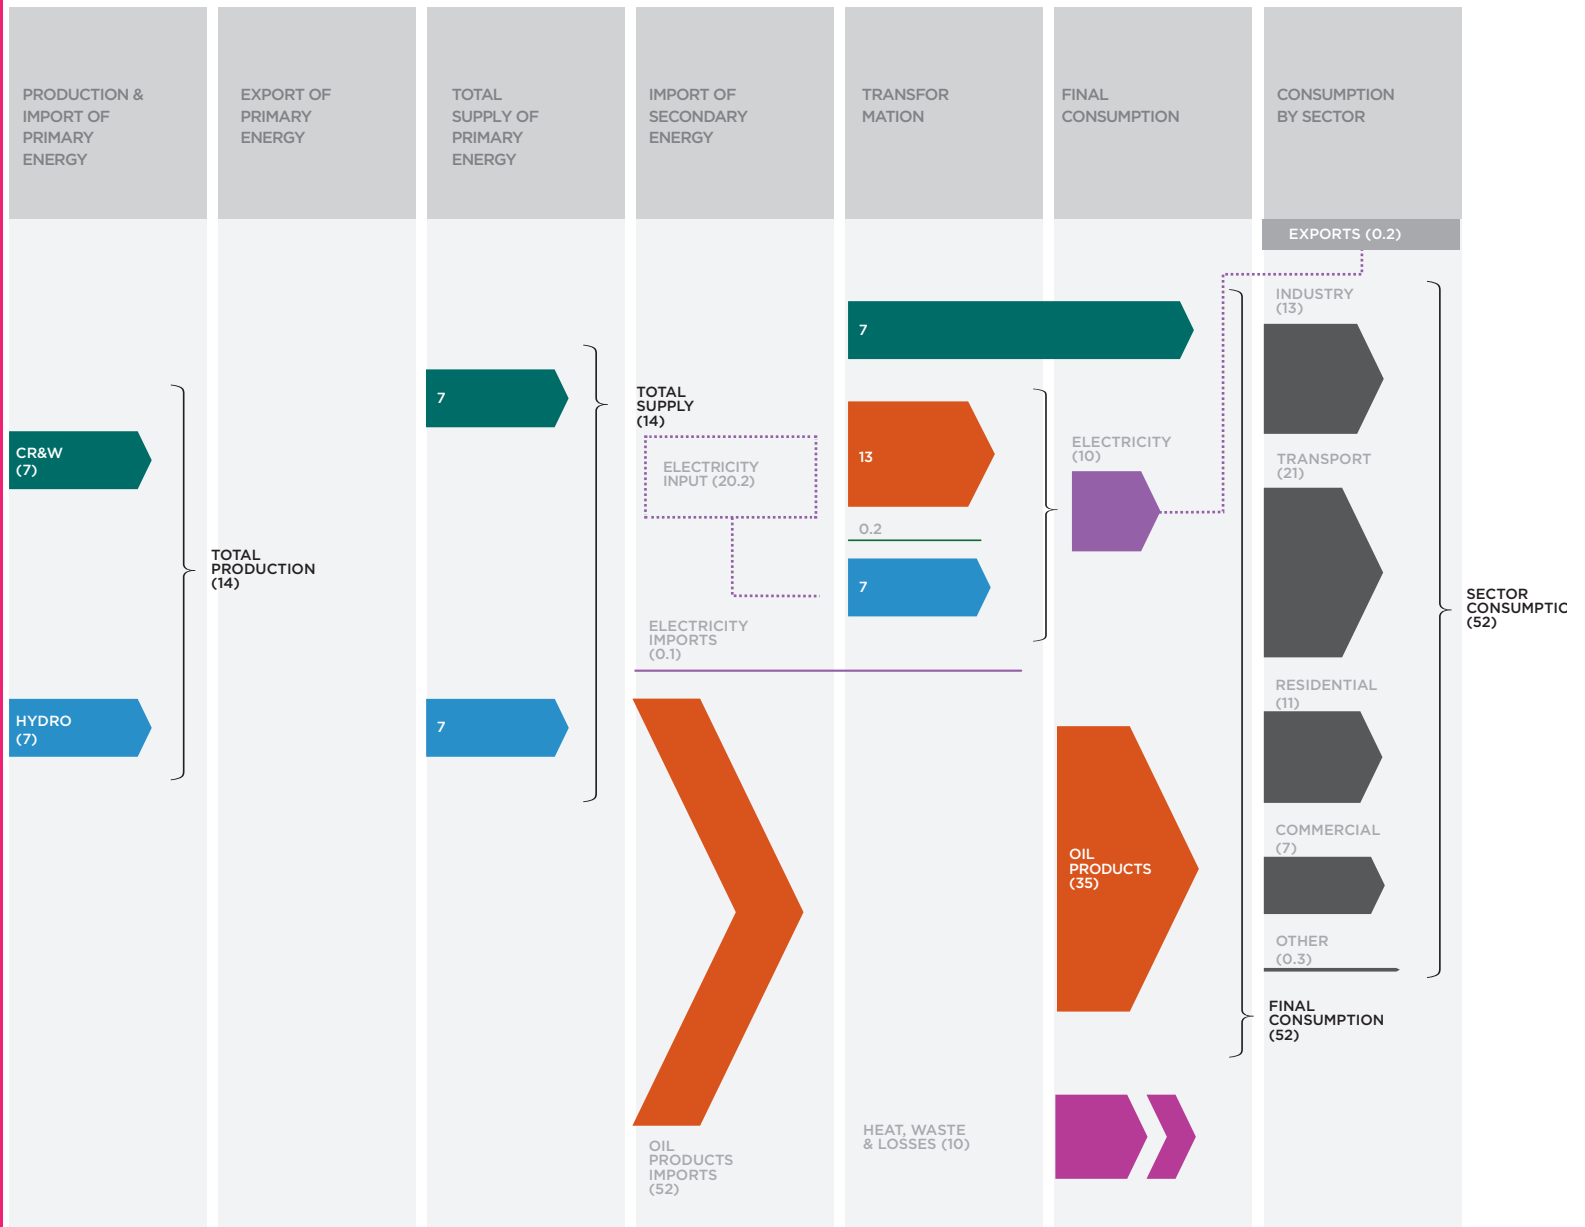 PRODUCTION &
IMPORT OF
PRIMARY
ENERGY
EXPORT OF
PRIMARY
ENERGY
TOTAL
SUPPLY OF
PRIMARY
ENERGY
IMPORT OF
SECONDARY
ENERGY
TRANSFOR
MATION
FINAL
CONSUMPTION
CONSUMPTION
BY SECTOR
CR&W
(7)
HYDRO
(7)
TOTAL
PRODUCTION
(14)
7
7
TOTAL
SUPPLY
(14)
ELECTRICITY
INPUT (20.2)
ELECTRICITY
IMPORTS
(0.1)
OIL
PRODUCTS
IMPORTS
(52)
7
13
0.2
7
HEAT, WASTE
& LOSSES (10)
ELECTRICITY
(10)
OIL
PRODUCTS
(35)
EXPORTS (0.2)
INDUSTRY
(13)
TRANSPORT
(21)
RESIDENTIAL
(11)
COMMERCIAL
(7)
OTHER
(0.3)
FINAL
CONSUMPTION
(52)
SECTOR
CONSUMPTIO
(52)